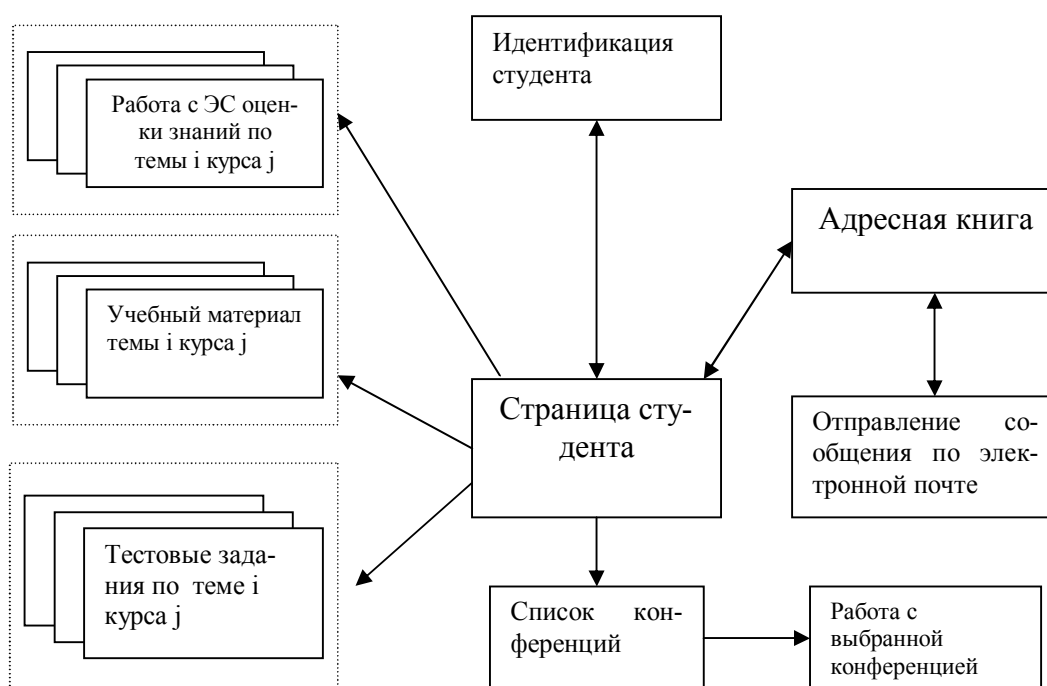 Идентификация
студента
Работа с ЭС оцен-
ки знаний по
темы i курса j
Адресная книга
Учебный материал
темы i курса j
Страница сту-
дента
Отправление со-
общения по элек-
тронной почте
Тестовые зада-
ния по теме i
курса j
Список кон-
ференций
Работа с
выбранной
конференцией